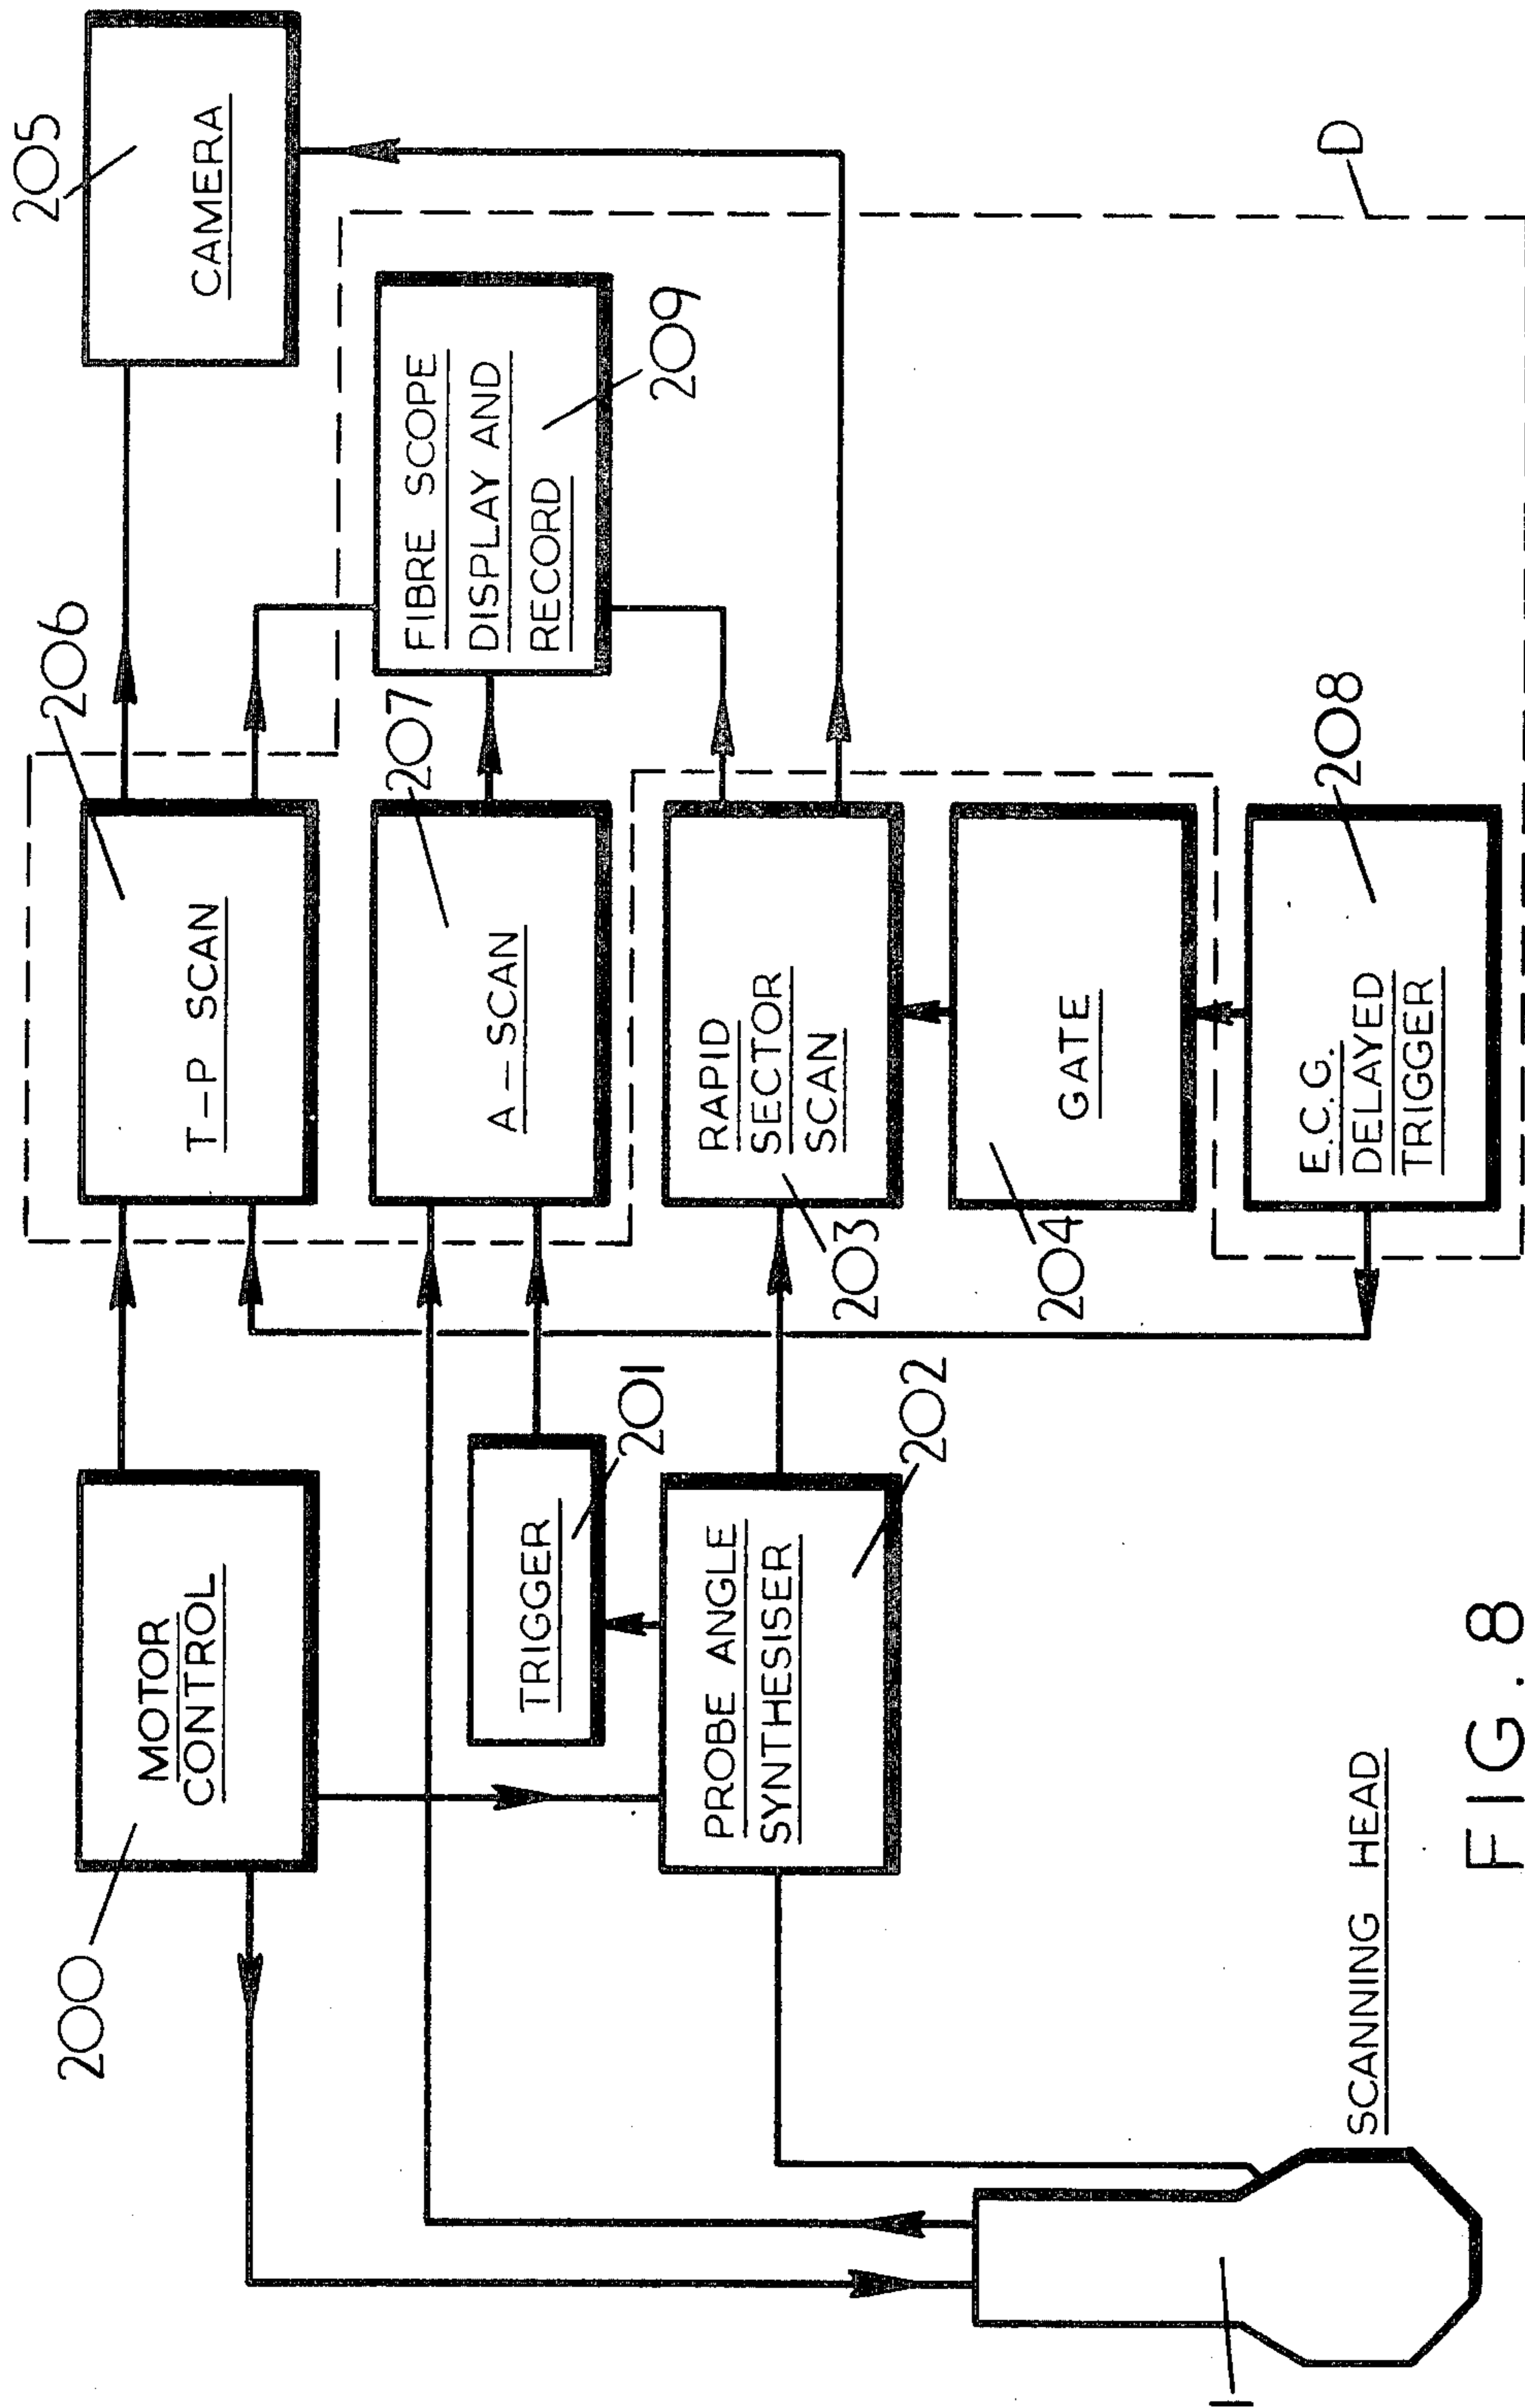 200
MOTOR
CONTROL
206
T-P SCAN
205
CAMERA
207
A-SCAN
209
FIBRE SCOPE
DISPLAY AND
RECORD
201
TRIGGER
202
PROBE ANGLE
SYNTHESISER
203
RAPID
SECTOR
SCAN
204
GATE
208
E.C.G.
DELAYED
TRIGGER
D
1
SCANNING HEAD
FIG. 8